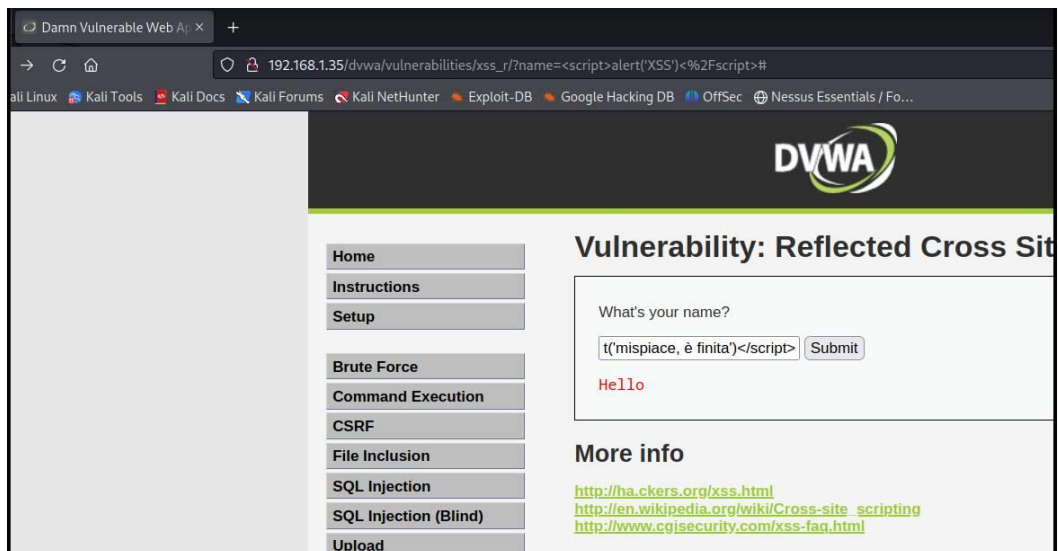 Damn Vulnerable Web Ap × +
192.168.1.35/dvwa/vulnerabilities/xss_r/?name=<script>alert('XSS')<%2Fscript>#
ali Linux Kali Tools Kali Docs Kali Forums Kali NetHunter Exploit-DB Google Hacking DB OffSec Nessus Essentials / Fo...
DVWA
Home
Instructions
Setup
Brute Force
Command Execution
CSRF
File Inclusion
SQL Injection
SQL Injection (Blind)
Upload
Vulnerability: Reflected Cross Sit
What's your name?
t('mispiace, è finita')</script> Submit
Hello
More info
http://ha.ckers.org/xss.html
http://en.wikipedia.org/wiki/Cross-site_scripting
http://www.cgisecurity.com/xss-faq.html